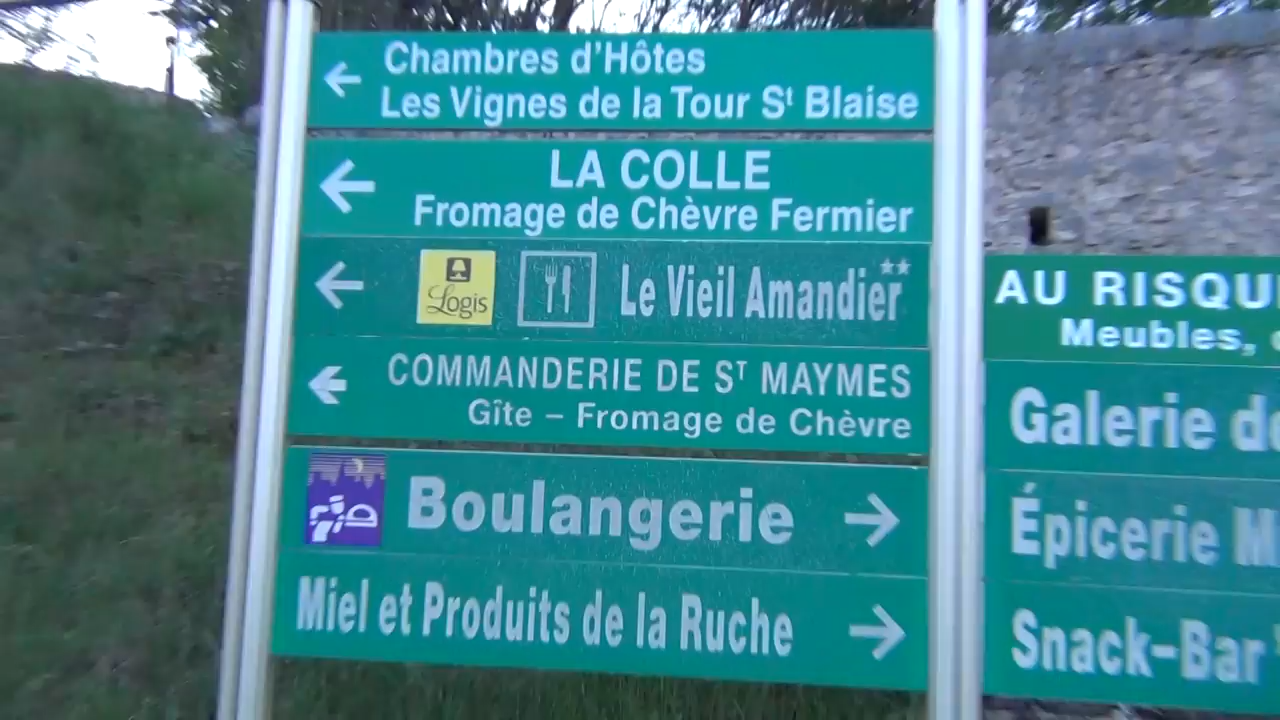 Chambres d'Hôtes
Les Vignes de la Tour St Blaise
LA COLLE
Fromage de Chèvre Fermier
Logis Le Vieil Amandier**
COMMANDERIE DE ST MAYMES
Gîte – Fromage de Chèvre
Boulangerie
Miel et Produits de la Ruche
AU
Meubles,
Galerie
Épicerie
Snack-Bar